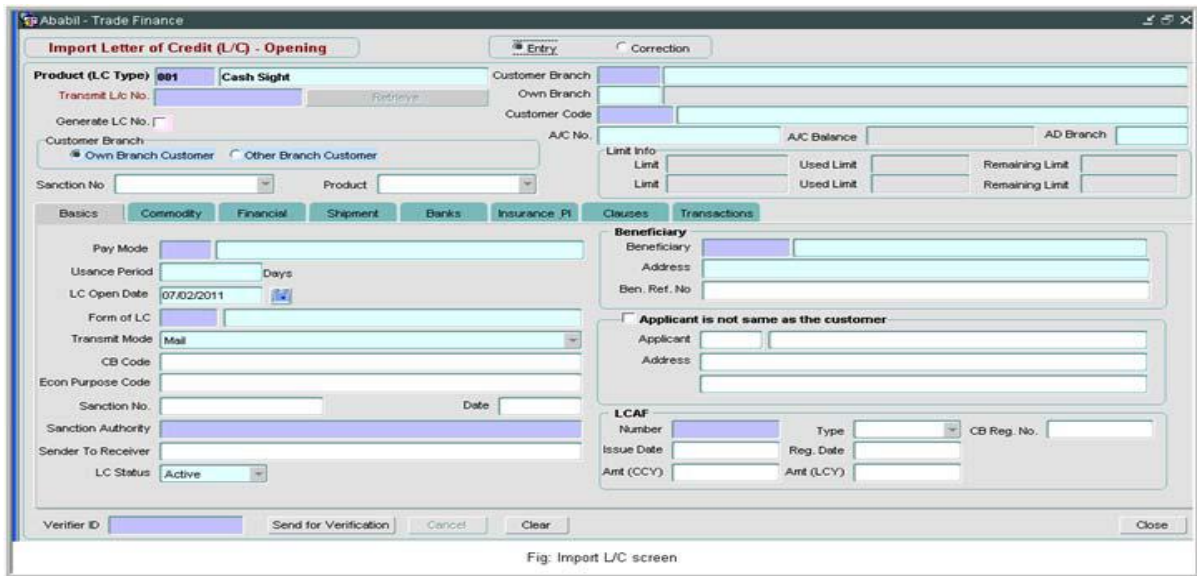 Ababil - Trade Finance
Import Letter of Credit (L/C) - Opening
Entry Correction
Product (LC Type) 001 Cash Sight
Customer Branch
Transmit L/c No. Retrieve
Own Branch
Generate LC No.
Customer Code
A/C No. A/C Balance AD Branch
Customer Branch
Own Branch Customer Other Branch Customer
Limit Info
Limit Used Limit Remaining Limit
Limit Used Limit Remaining Limit
Sanction No Product
Basics Commodity Financial Shipment Banks Insurance_PI Clauses Transactions
Pay Mode
Usance Period Days
LC Open Date 07/02/2011
Form of LC
Transmit Mode Mail
CB Code
Econ Purpose Code
Sanction No. Date
Sanction Authority
Sender To Receiver
LC Status Active
Beneficiary
Beneficiary
Address
Ben. Ref. No
Applicant is not same as the customer
Applicant
Address
LCAF
Number Type CB Reg. No.
Issue Date Reg. Date
Amt (CCY) Amt (LCY)
Verifier ID Send for Verification Cancel Clear Close
Fig: Import L/C screen